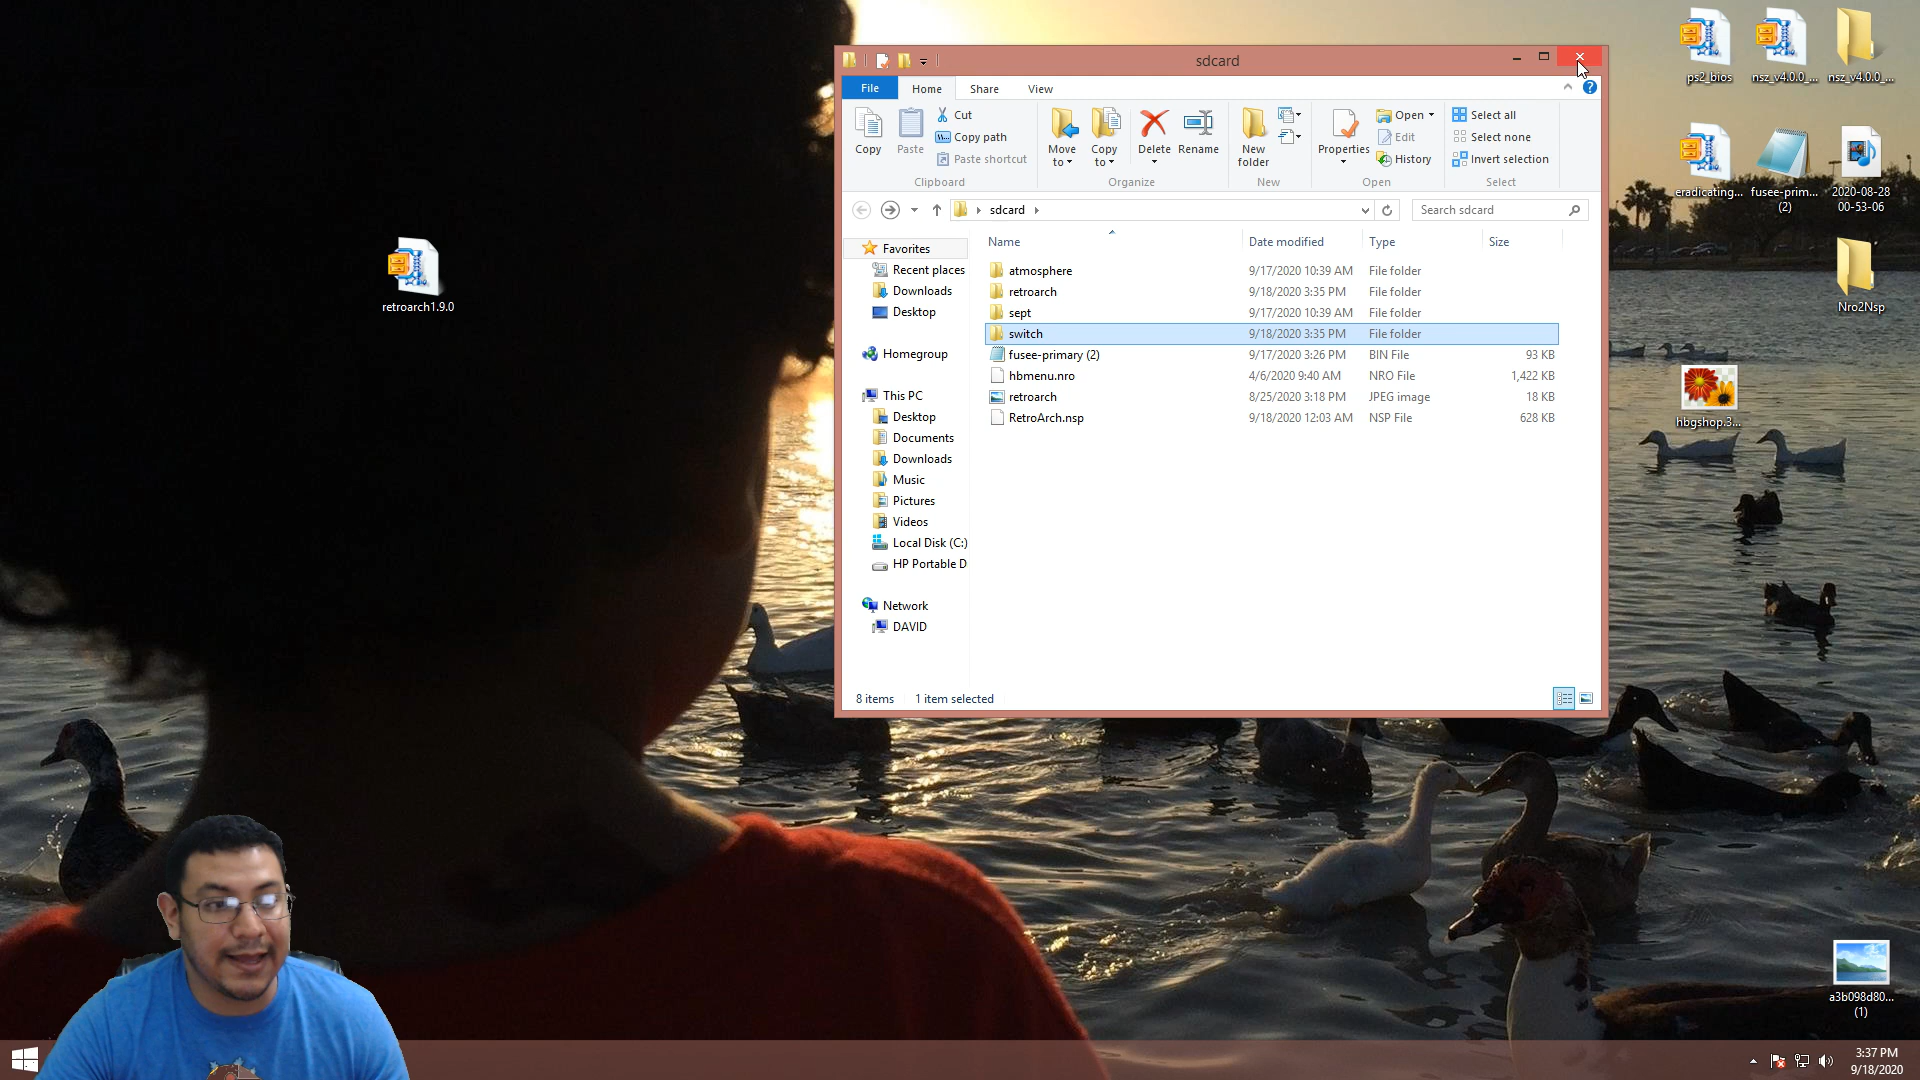 ps2_bios
nsz_v4.0.0_...
nsz_v4.0.0_...
eradicating...
fusee-prim...
(2)
2020-08-28
00-53-06
Nro2Nsp
hbgshop.3...
a3b098d80...
(1)
retroarch1.9.0
sdcard
File
Home
Share
View
Copy
Paste
Cut
Copy path
Paste shortcut
Clipboard
Move
to
Copy
to
Delete
Rename
Organize
New
folder
New
Properties
Open
Edit
History
Open
Select all
Select none
Invert selection
Select
sdcard
Search sdcard
Favorites
Recent places
Downloads
Desktop
Homegroup
This PC
Desktop
Documents
Downloads
Music
Pictures
Videos
Local Disk (C:)
HP Portable D
Network
DAVID
Name Date modified Type Size
atmosphere 9/17/2020 10:39 AM File folder
retroarch 9/18/2020 3:35 PM File folder
sept 9/17/2020 10:39 AM File folder
switch 9/18/2020 3:35 PM File folder
fusee-primary (2) 9/17/2020 3:26 PM BIN File 93 KB
hbmenu.nro 4/6/2020 9:40 AM NRO File 1,422 KB
retroarch 8/25/2020 3:18 PM JPEG image 18 KB
RetroArch.nsp 9/18/2020 12:03 AM NSP File 628 KB
8 items 1 item selected
3:37 PM
9/18/2020